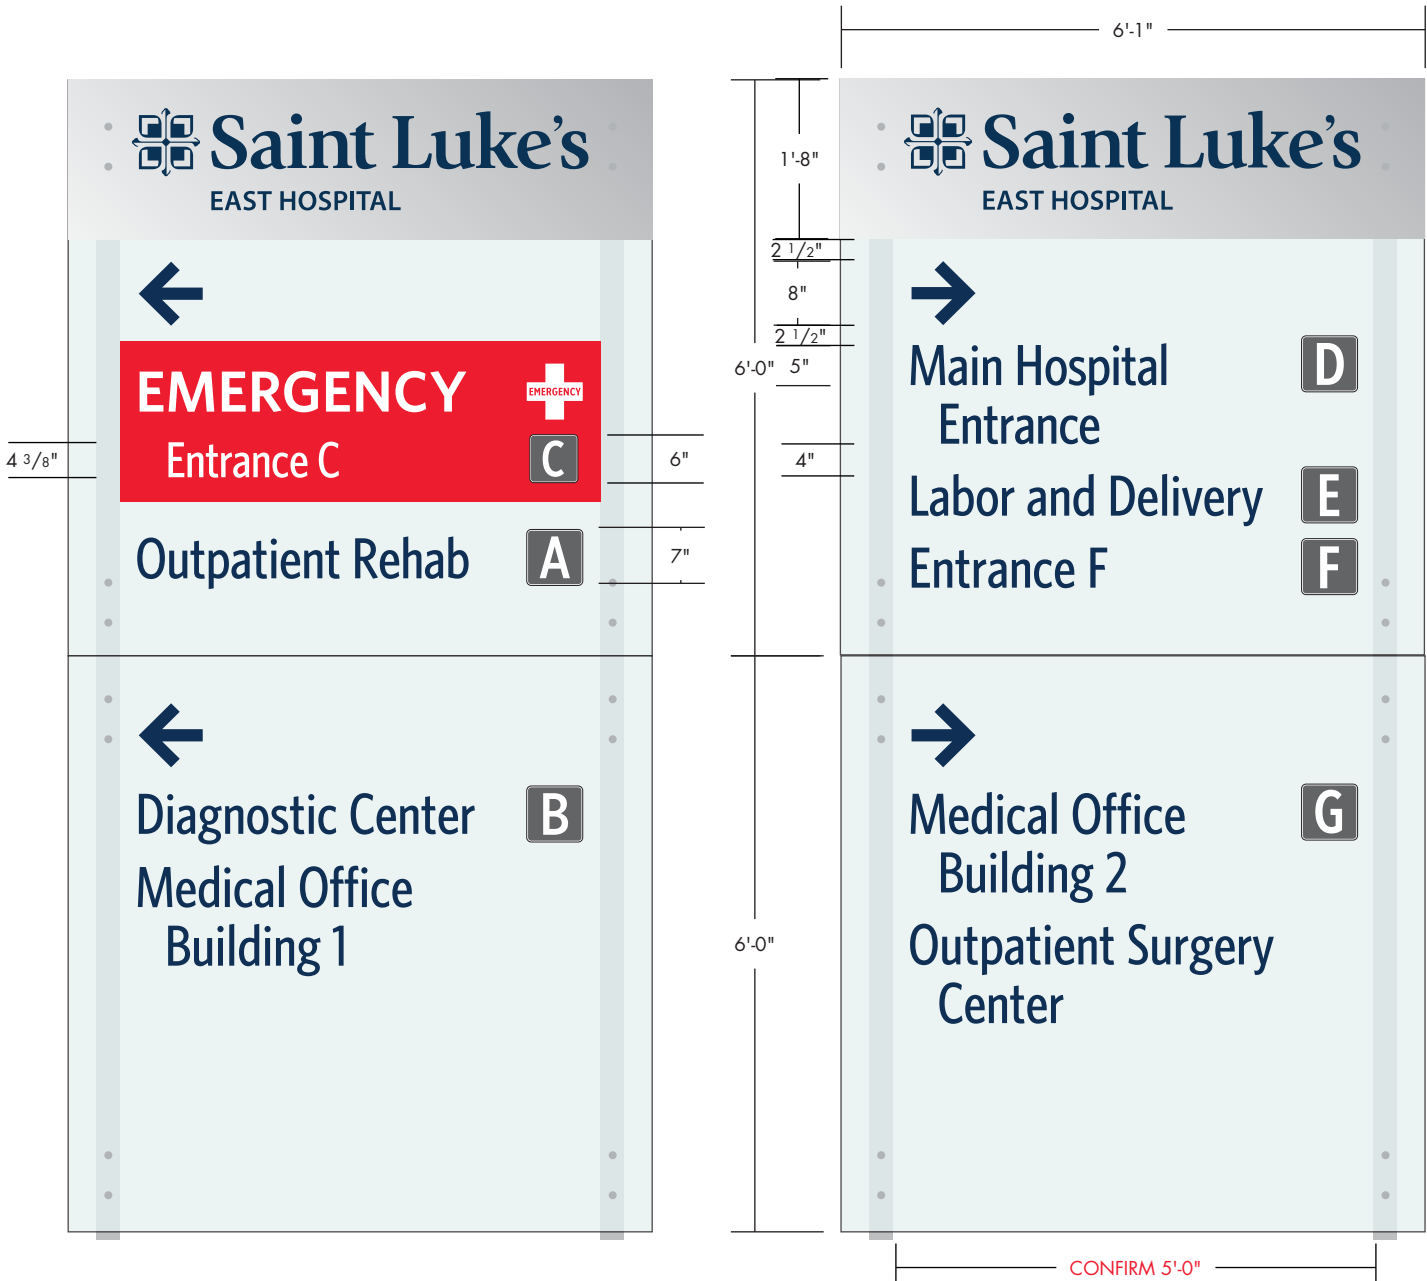 Saint Luke's
EAST HOSPITAL
EMERGENCY
EMERGENCY
Entrance C
C
Outpatient Rehab
A
Diagnostic Center
B
Medical Office
Building 1
4 3/8"
6"
7"
6'-1"
1'-8"
2 1/2"
8"
2 1/2"
6'-0"
5"
4"
6'-0"
Saint Luke's
EAST HOSPITAL
Main Hospital
D
Entrance
Labor and Delivery
E
Entrance F
F
Medical Office
G
Building 2
Outpatient Surgery
Center
CONFIRM 5'-0"